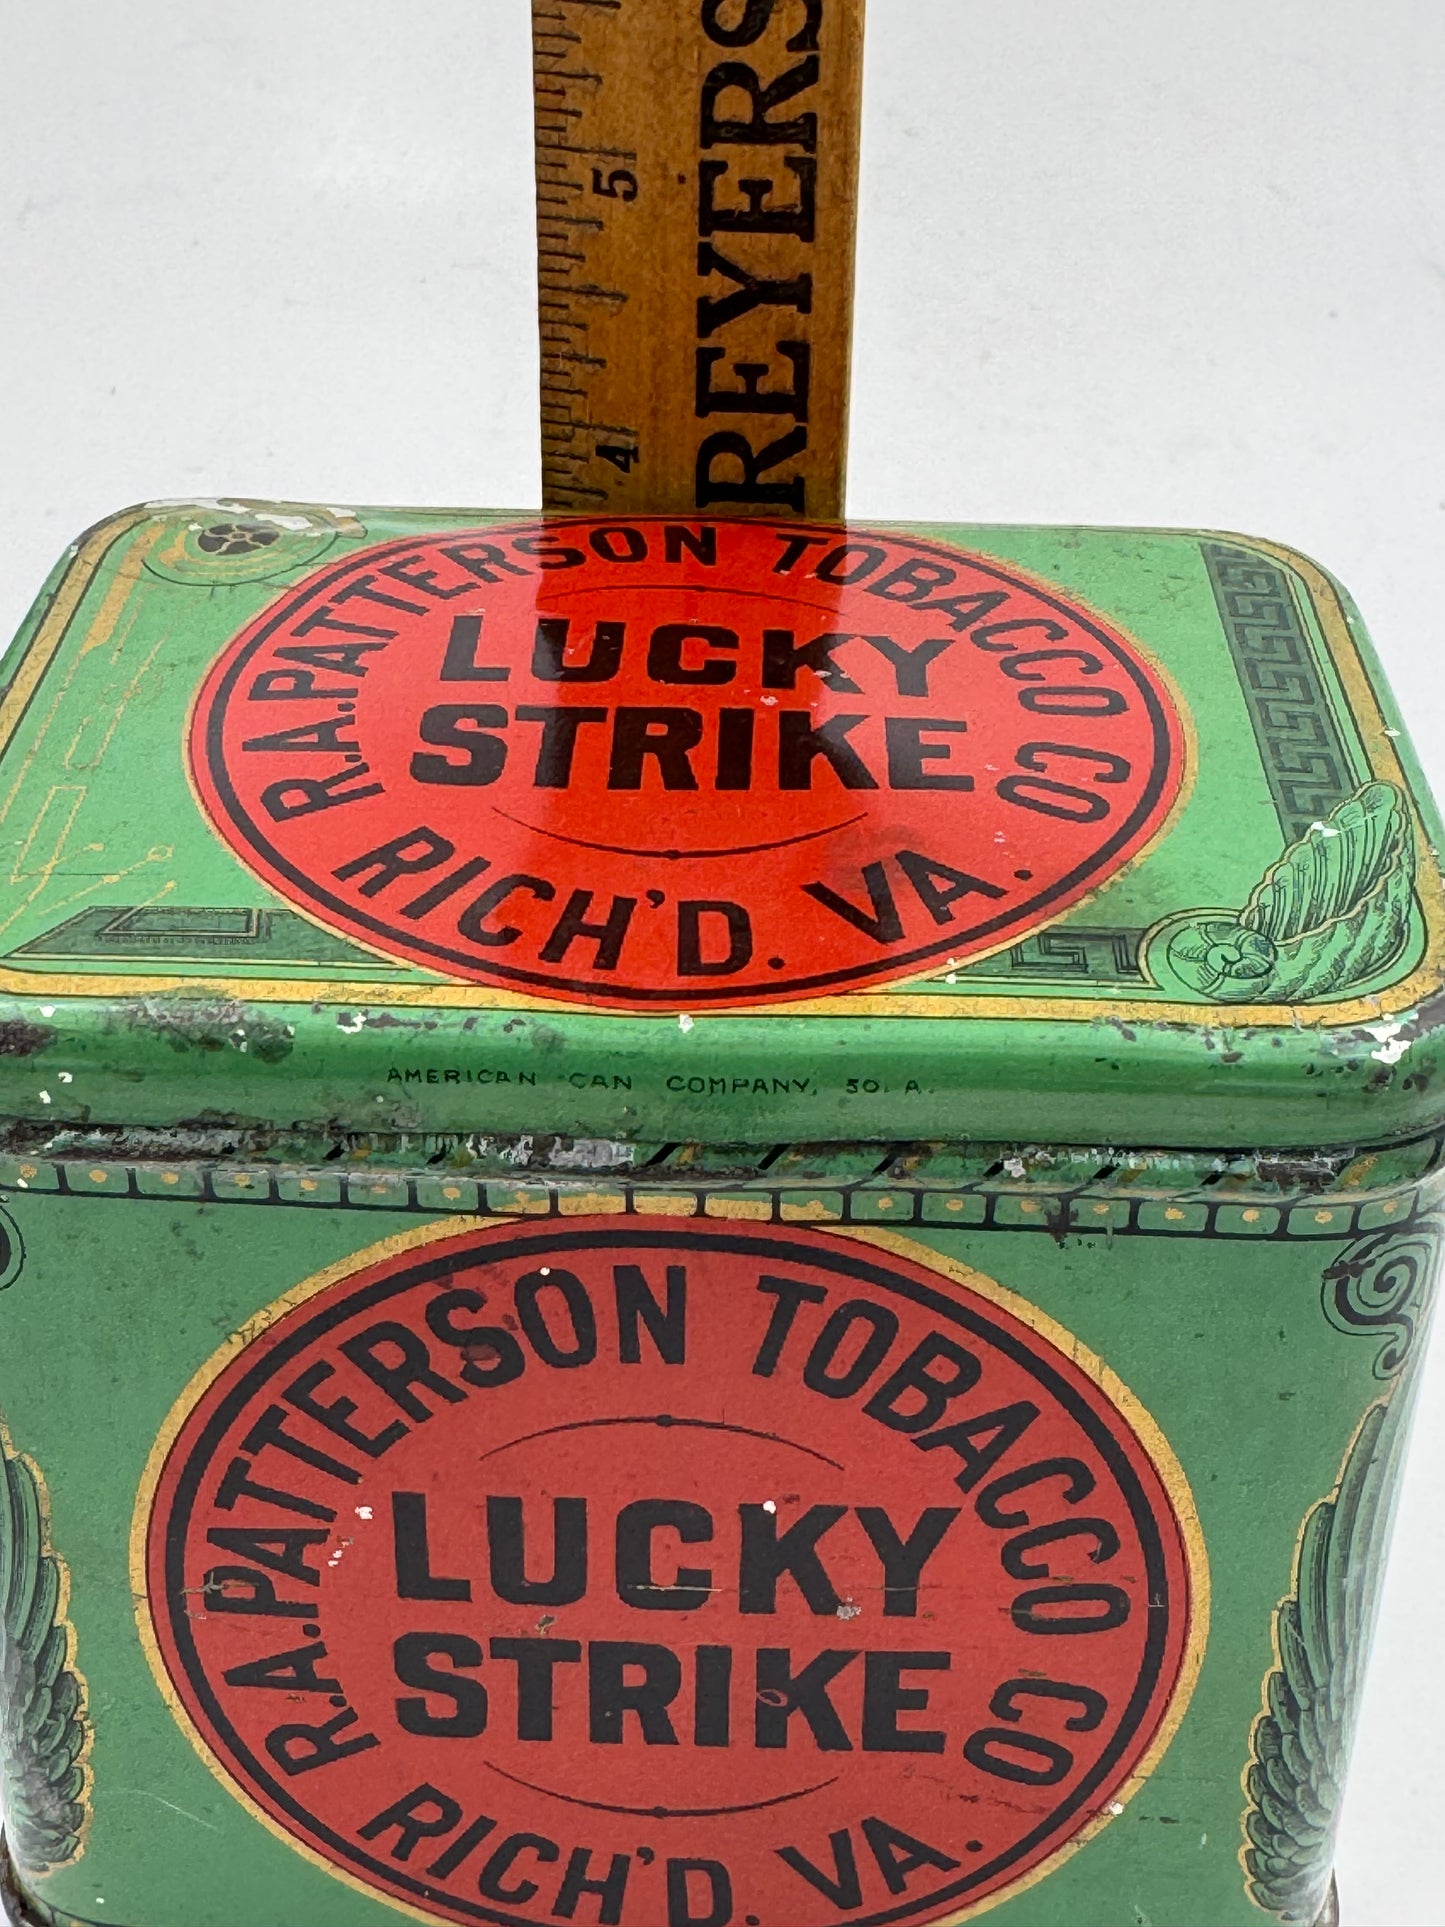 REYERS
5
4
R.A. PATTERSON TOBACCO CO
LUCKY
STRIKE
RICH'D. VA.
AMERICAN CAN COMPANY, 50. A.
R.A. PATTERSON TOBACCO CO
LUCKY
STRIKE
RICH'D. VA.